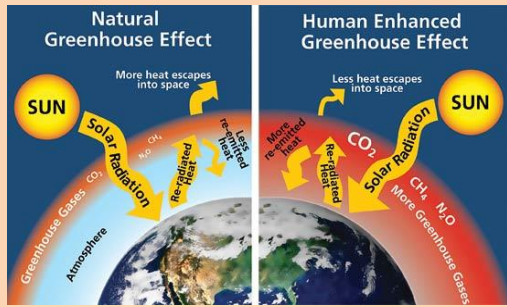 Natural
Greenhouse Effect
More heat escapes
into space
SUN
Solar Radiation
N₂O CH₄
Less
re-emitted
heat
Re-radiated
Heat
Greenhouse Gases CO₂
Atmosphere
Human Enhanced
Greenhouse Effect
Less heat escapes
into space
SUN
More
re-emitted
heat
CO₂
Re-radiated
Heat
Solar Radiation
CH₄ N₂O
More Greenhouse Gases